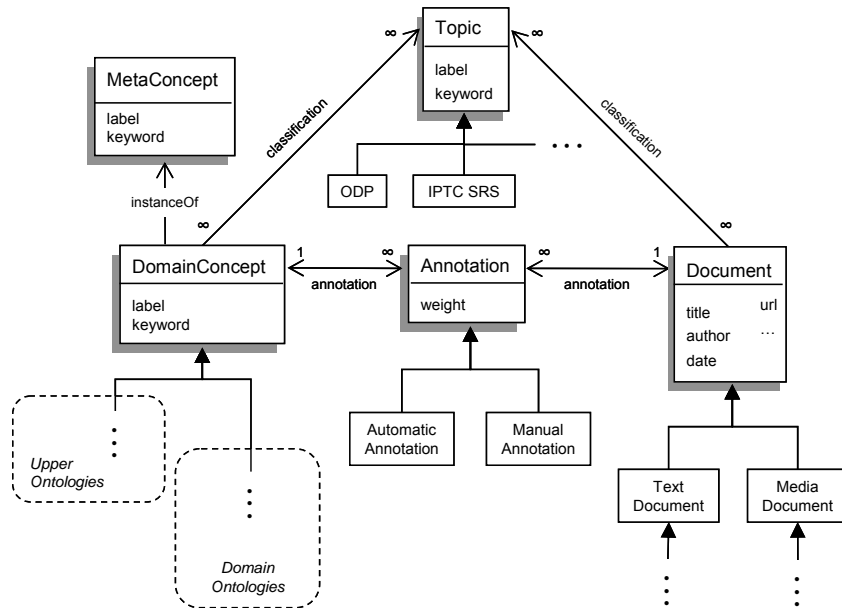 ∞
Topic
∞
label
keyword
MetaConcept
label
keyword
classification
classification
ODP
IPTC SRS
...
instanceOf
∞
∞
DomainConcept
label
keyword
1
∞
annotation
Annotation
weight
∞
1
annotation
Document
title
url
author
...
date
Automatic
Annotation
Manual
Annotation
Upper
Ontologies
Domain
Ontologies
Text
Document
Media
Document